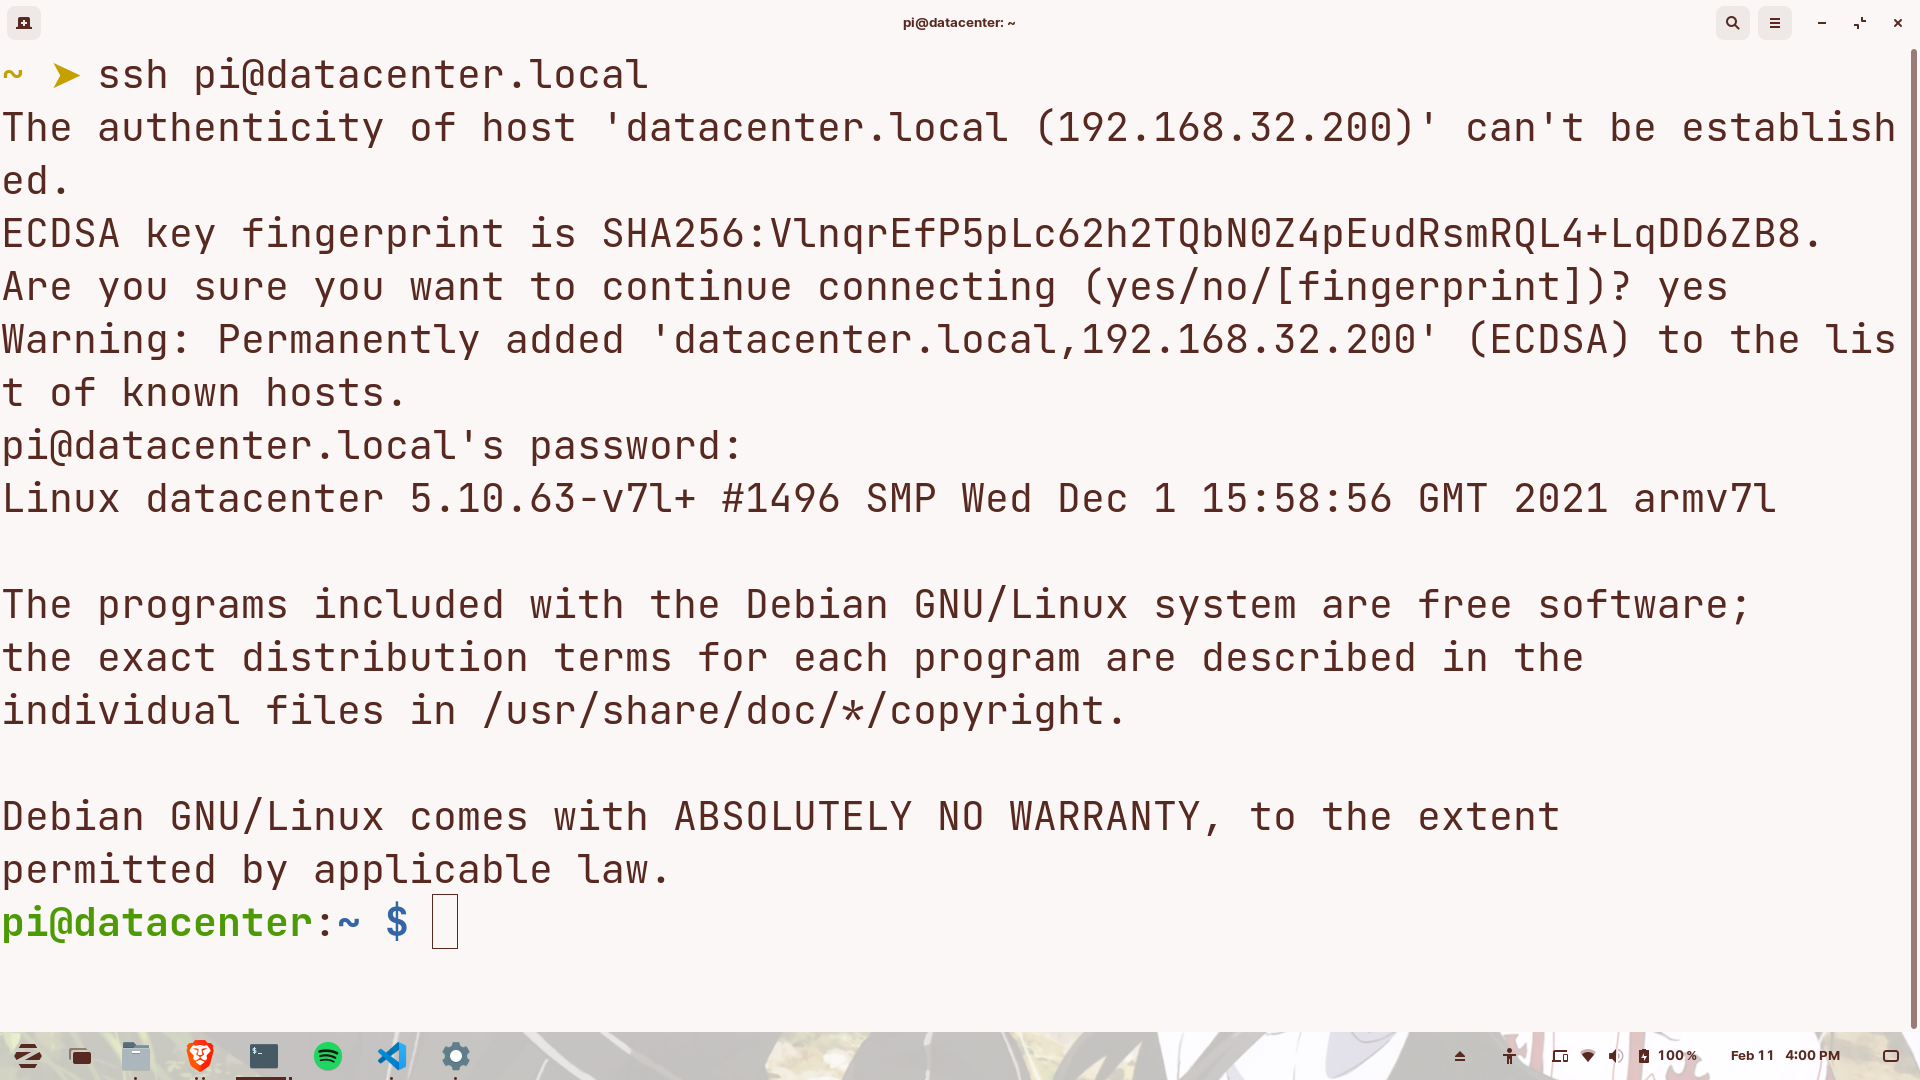 pi@datacenter: ~
~ ➤ ssh pi@datacenter.local
The authenticity of host 'datacenter.local (192.168.32.200)' can't be establish
ed.
ECDSA key fingerprint is SHA256:VlnqrEfP5pLc62h2TQbN0Z4pEudRsmRQL4+LqDD6ZB8.
Are you sure you want to continue connecting (yes/no/[fingerprint])? yes
Warning: Permanently added 'datacenter.local,192.168.32.200' (ECDSA) to the lis
t of known hosts.
pi@datacenter.local's password:
Linux datacenter 5.10.63-v7l+ #1496 SMP Wed Dec 1 15:58:56 GMT 2021 armv7l
The programs included with the Debian GNU/Linux system are free software;
the exact distribution terms for each program are described in the
individual files in /usr/share/doc/*/copyright.
Debian GNU/Linux comes with ABSOLUTELY NO WARRANTY, to the extent
permitted by applicable law.
pi@datacenter:~ $
100% Feb 11 4:00 PM